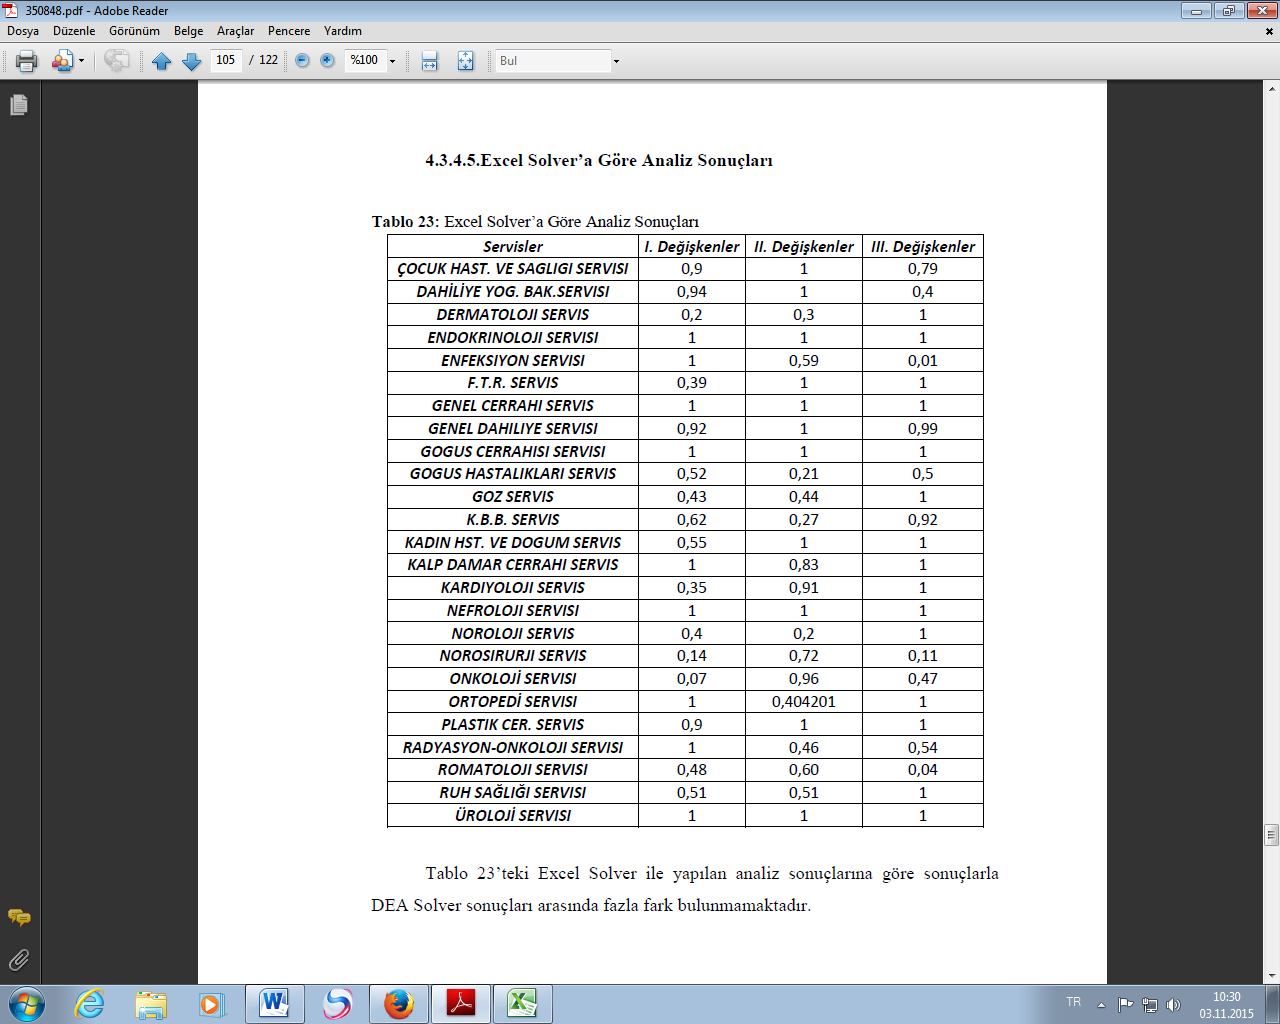 350848.pdf - Adobe Reader
Dosya Düzenle Görünüm Belge Araçlar Pencere Yardım
105 / 122 %100 Bul
4.3.4.5.Excel Solver’a Göre Analiz Sonuçları
Tablo 23: Excel Solver’a Göre Analiz Sonuçları
Servisler I. Değişkenler II. Değişkenler III. Değişkenler
ÇOCUK HAST. VE SAGLIGI SERVISI 0,9 1 0,79
DAHİLİYE YOG. BAK.SERVISI 0,94 1 0,4
DERMATOLOJI SERVIS 0,2 0,3 1
ENDOKRINOLOJI SERVISI 1 1 1
ENFEKSIYON SERVISI 1 0,59 0,01
F.T.R. SERVIS 0,39 1 1
GENEL CERRAHI SERVIS 1 1 1
GENEL DAHILIYE SERVISI 0,92 1 0,99
GOGUS CERRAHISI SERVISI 1 1 1
GOGUS HASTALIKLARI SERVIS 0,52 0,21 0,5
GOZ SERVIS 0,43 0,44 1
K.B.B. SERVIS 0,62 0,27 0,92
KADIN HST. VE DOGUM SERVIS 0,55 1 1
KALP DAMAR CERRAHI SERVIS 1 0,83 1
KARDIYOLOJI SERVIS 0,35 0,91 1
NEFROLOJI SERVISI 1 1 1
NOROLOJI SERVIS 0,4 0,2 1
NOROSIRURJI SERVIS 0,14 0,72 0,11
ONKOLOJİ SERVISI 0,07 0,96 0,47
ORTOPEDİ SERVISI 1 0,404201 1
PLASTIK CER. SERVIS 0,9 1 1
RADYASYON-ONKOLOJI SERVISI 1 0,46 0,54
ROMATOLOJI SERVISI 0,48 0,60 0,04
RUH SAĞLIĞI SERVISI 0,51 0,51 1
ÜROLOJİ SERVISI 1 1 1
Tablo 23’teki Excel Solver ile yapılan analiz sonuçlarına göre sonuçlarla
DEA Solver sonuçları arasında fazla fark bulunmamaktadır.
TR 10:30
03.11.2015